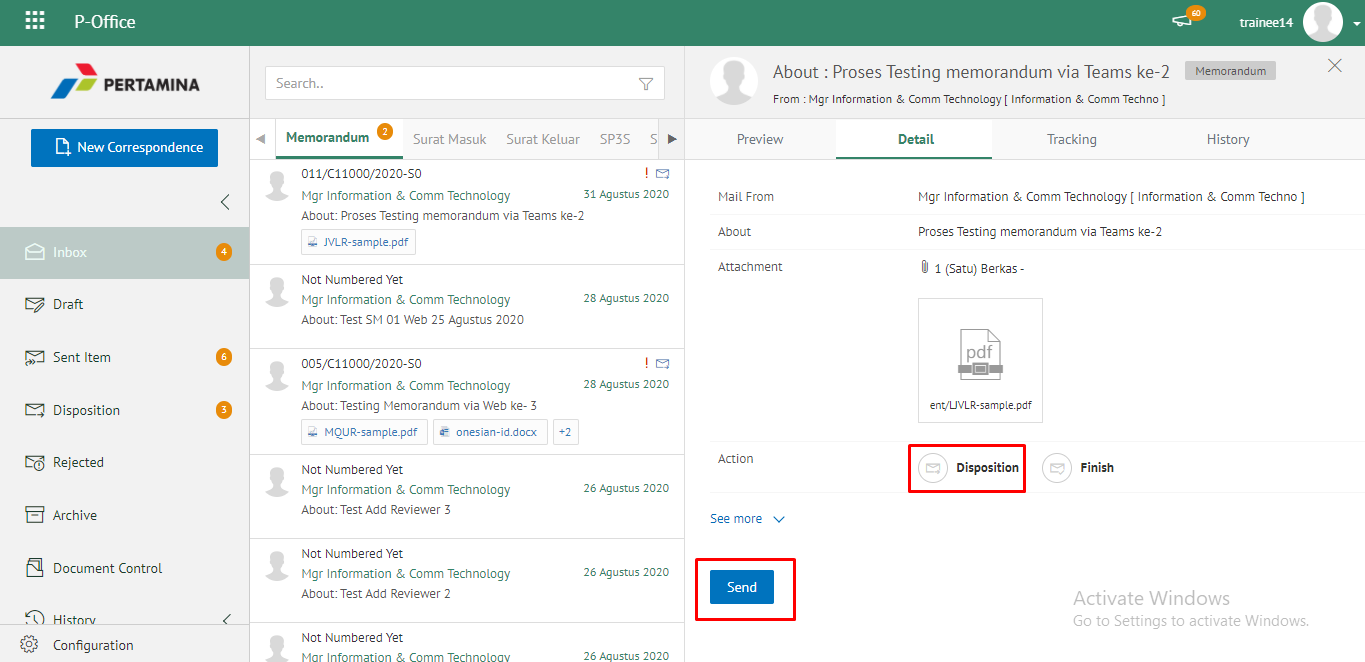 P-Office
60
trainee14
PERTAMINA
New Correspondence
Inbox
4
Draft
Sent Item
6
Disposition
3
Rejected
Archive
Document Control
History
Configuration
Search..
Memorandum
2
Surat Masuk
Surat Keluar
SP3S
S
011/C11000/2020-S0
Mgr Information & Comm Technology
31 Agustus 2020
About: Proses Testing memorandum via Teams ke-2
JVLR-sample.pdf
Not Numbered Yet
Mgr Information & Comm Technology
28 Agustus 2020
About: Test SM 01 Web 25 Agustus 2020
005/C11000/2020-S0
Mgr Information & Comm Technology
28 Agustus 2020
About: Testing Memorandum via Web ke- 3
MQUR-sample.pdf
onesian-id.docx
+2
Not Numbered Yet
Mgr Information & Comm Technology
26 Agustus 2020
About: Test Add Reviewer 3
Not Numbered Yet
Mgr Information & Comm Technology
26 Agustus 2020
About: Test Add Reviewer 2
Not Numbered Yet
Mgr Information & Comm Technology
26 Agustus 2020
About : Proses Testing memorandum via Teams ke-2
Memorandum
From : Mgr Information & Comm Technology [ Information & Comm Techno ]
Preview
Detail
Tracking
History
Mail From
Mgr Information & Comm Technology [ Information & Comm Techno ]
About
Proses Testing memorandum via Teams ke-2
Attachment
1 (Satu) Berkas -
pdf
ent/LJVLR-sample.pdf
Action
Disposition
Finish
See more
Send
Activate Windows
Go to Settings to activate Windows.